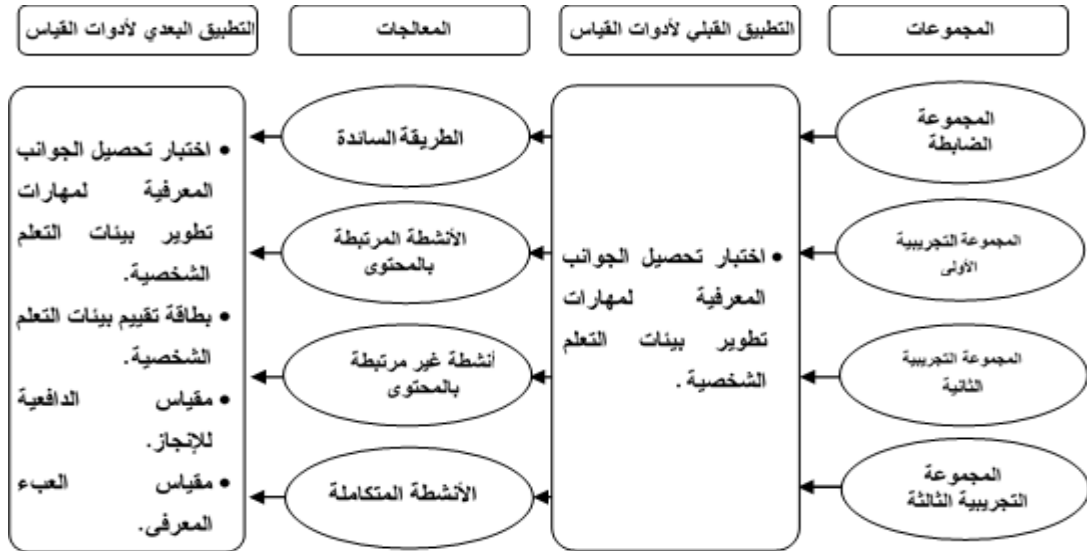 المجموعات
التطبيق القبلي لأدوات القياس
المعالجات
التطبيق البعدي لأدوات القياس
المجموعة
الضابطة
المجموعة التجريبية
الأولى
المجموعة التجريبية
الثانية
المجموعة
التجريبية الثالثة
• اختبار تحصيل الجوانب
المعرفية لمهارات
تطوير بيئات التعلم
الشخصية .
الطريقة السائدة
الأنشطة المرتبطة
بالمحتوى
أنشطة غير مرتبطة
بالمحتوى
الأنشطة المتكاملة
• اختبار تحصيل الجوانب
المعرفية لمهارات
تطوير بيئات التعلم
الشخصية.
• بطاقة تقييم بيئات التعلم
الشخصية.
• مقياس الدافعية
للإنجاز.
• مقياس العبء
المعرفى.